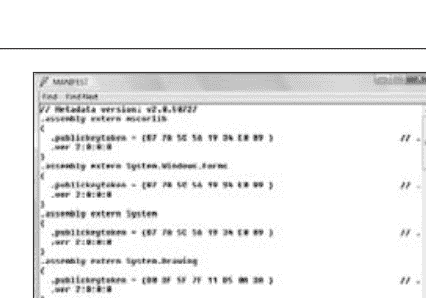 MANIFEST
Find Find Next
// Metadata version: v2.0.50727
.assembly extern mscorlib
{
.publickeytoken = (B7 7A 5C 56 19 34 E0 89 ) // .
.ver 2:0:0:0
}
.assembly extern System.Windows.Forms
{
.publickeytoken = (B7 7A 5C 56 19 34 E0 89 ) // .
.ver 2:0:0:0
}
.assembly extern System
{
.publickeytoken = (B7 7A 5C 56 19 34 E0 89 ) // .
.ver 2:0:0:0
}
.assembly extern System.Drawing
{
.publickeytoken = (B0 3F 5F 7F 11 D5 0A 3A ) // .
.ver 2:0:0:0